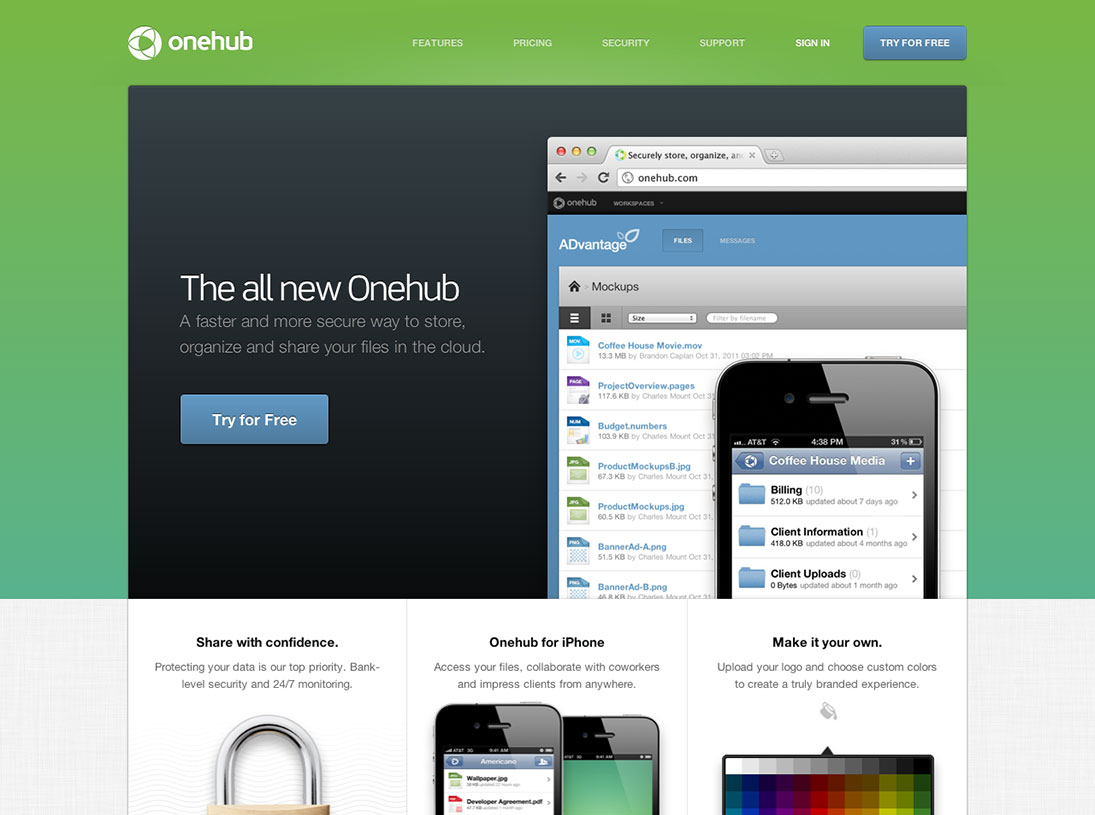 onehub
FEATURES
PRICING
SECURITY
SUPPORT
SIGN IN
TRY FOR FREE
The all new Onehub
A faster and more secure way to store,
organize and share your files in the cloud.
Try for Free
Securely store, organize, and
onehub.com
onehub
WORKSPACES
ADvantage
FILES
MESSAGES
Mockups
Size
Filter by filename
MOV
Coffee House Movie.mov
13.3 MB by Brandon Caplan Oct 31, 2011 03:02 PM
PAGE
ProjectOverview.pages
117.6 KB by Charles Mount Oct 31
NUM
Budget.numbers
103.9 KB by Charles Mount Oct 31
JPG
ProductMockupsB.jpg
67.3 KB by Charles Mount Oct 31,
JPG
ProductMockups.jpg
60.5 KB by Charles Mount Oct 31,
PNG
BannerAd-A.png
51.5 KB by Charles Mount Oct 31,
PNG
BannerAd-B.png
46.8 KB by Charles Mount Oct 31,
AT&T
4:38 PM
31%
Coffee House Media
Billing (10)
512.0 KB updated about 7 days ago
Client Information (1)
418.0 KB updated about 4 months ago
Client Uploads (0)
0 Bytes updated about 1 month ago
Share with confidence.
Protecting your data is our top priority. Bank-
level security and 24/7 monitoring.
Onehub for iPhone
Access your files, collaborate with coworkers
and impress clients from anywhere.
AT&T 3G
9:41 AM
Americano
Wallpaper.jpg
Developer Agreement.pdf
AT&T 3G
9:41 AM
Make it your own.
Upload your logo and choose custom colors
to create a truly branded experience.